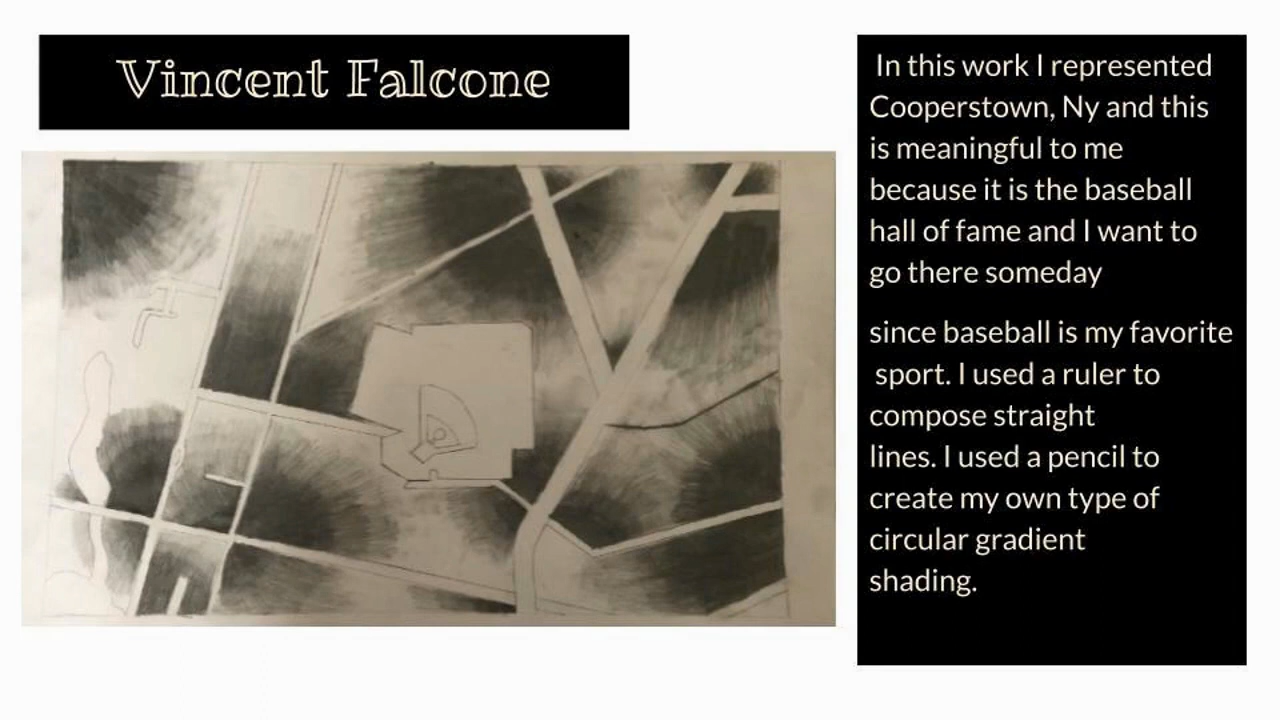 Vincent Falcone
In this work I represented
Cooperstown, Ny and this
is meaningful to me
because it is the baseball
hall of fame and I want to
go there someday
since baseball is my favorite
sport. I used a ruler to
compose straight
lines. I used a pencil to
create my own type of
circular gradient
shading.